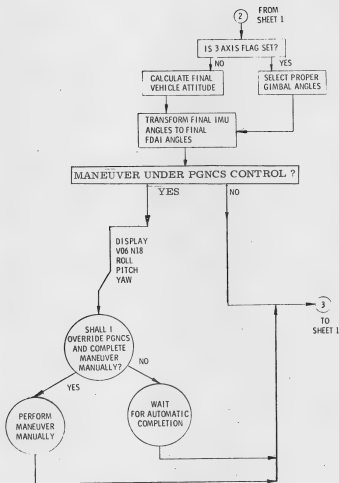 2
FROM
SHEET 1
IS 3 AXIS FLAG SET?
NO
YES
CALCULATE FINAL
VEHICLE ATTITUDE
SELECT PROPER
GIMBAL ANGLES
TRANSFORM FINAL IMU
ANGLES TO FINAL
FDAI ANGLES
MANEUVER UNDER PGNCS CONTROL ?
YES
NO
DISPLAY
V06 N18
ROLL
PITCH
YAW
3
TO
SHEET 1
SHALL I
OVERRIDE PGNCS
AND COMPLETE
MANEUVER
MANUALLY?
YES
NO
PERFORM
MANEUVER
MANUALLY
WAIT
FOR AUTOMATIC
COMPLETION